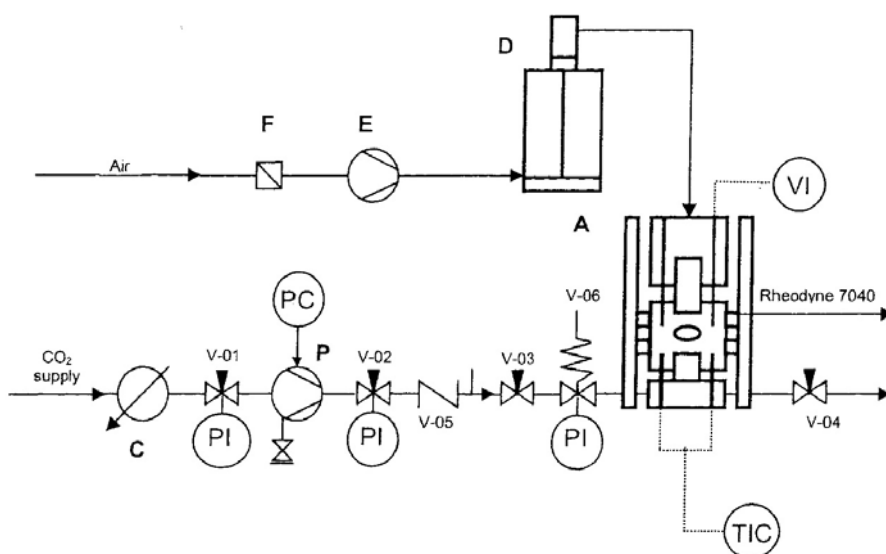 D
F
E
Air
A
VI
PC
V-06
Rheodyne 7040
CO₂
supply
V-01
P
V-02
V-03
C
PI
PI
V-05
PI
V-04
TIC